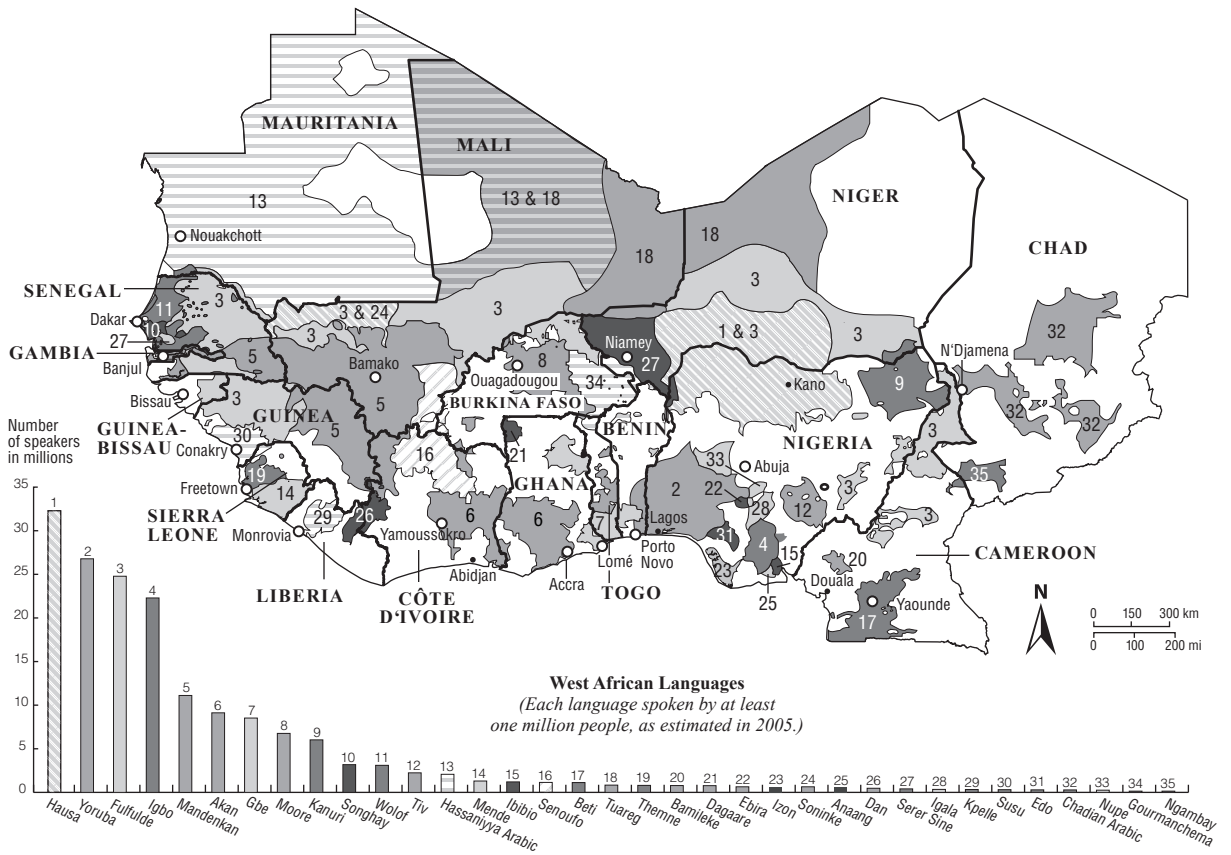 MAURITANIA
MALI
13
13 & 18
NIGER
Nouakchott
18
18
CHAD
3
SENEGAL
3
11
3 & 24
3
1 & 3
3
32
Dakar
10
3
Niamey
27
N'Djamena
27
GAMBIA
5
Bamako
8
Ouagadougou
34
Kano
9
Banjul
Bissau
3
5
BURKINA FASO
32
32
GUINEA
GUINEA-
BISSAU
30
5
BENIN
NIGERIA
3
Conakry
16
21
33
Abuja
19
GHANA
35
Freetown
14
2
22
28
12
3
SIERRA
LEONE
29
26
6
6
7
Lagos
31
4
3
Monrovia
Yamoussokro
Porto
Novo
15
20
CAMEROON
Lomé
23
Douala
LIBERIA
CÔTE
D'IVOIRE
Abidjan
Accra
TOGO
25
17
Yaounde
N
0 150 300 km
0 100 200 mi
West African Languages
(Each language spoken by at least
one million people, as estimated in 2005.)
Number
of speakers
in millions
35
30
25
20
15
10
5
0
1 2 3 4 5 6 7 8 9 10 11 12 13 14 15 16 17 18 19 20 21 22 23 24 25 26 27 28 29 30 31 32 33 34 35
Hausa
Yoruba
Fulfulde
Igbo
Mandenkan
Akan
Gbe
Moore
Kanuri
Songhay
Wolof
Tiv
Hassaniyya Arabic
Mende
Ibibio
Senoufo
Beti
Tuareg
Themne
Bamileke
Dagaare
Ebira
Izon
Soninke
Anaang
Dan
Serer Sine
Igala
Kpelle
Susu
Edo
Chadian Arabic
Nupe
Gourmanchema
Ngambay